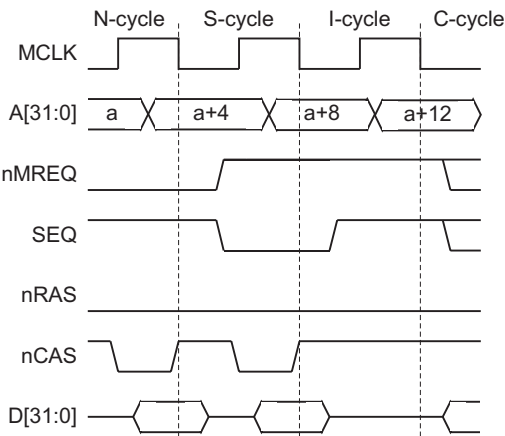 N-cycle S-cycle I-cycle C-cycle
MCLK
A[31:0] a a+4 a+8 a+12
nMREQ
SEQ
nRAS
nCAS
D[31:0]